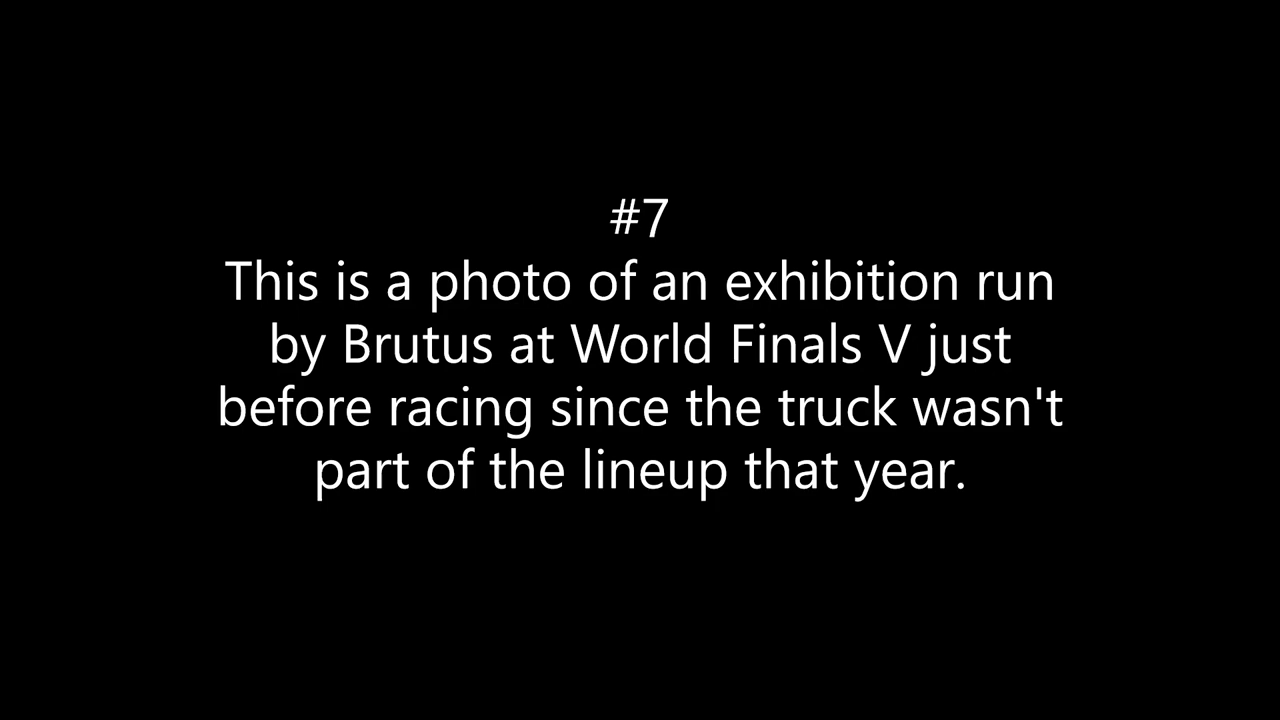 #7
This is a photo of an exhibition run
by Brutus at World Finals V just
before racing since the truck wasn't
part of the lineup that year.